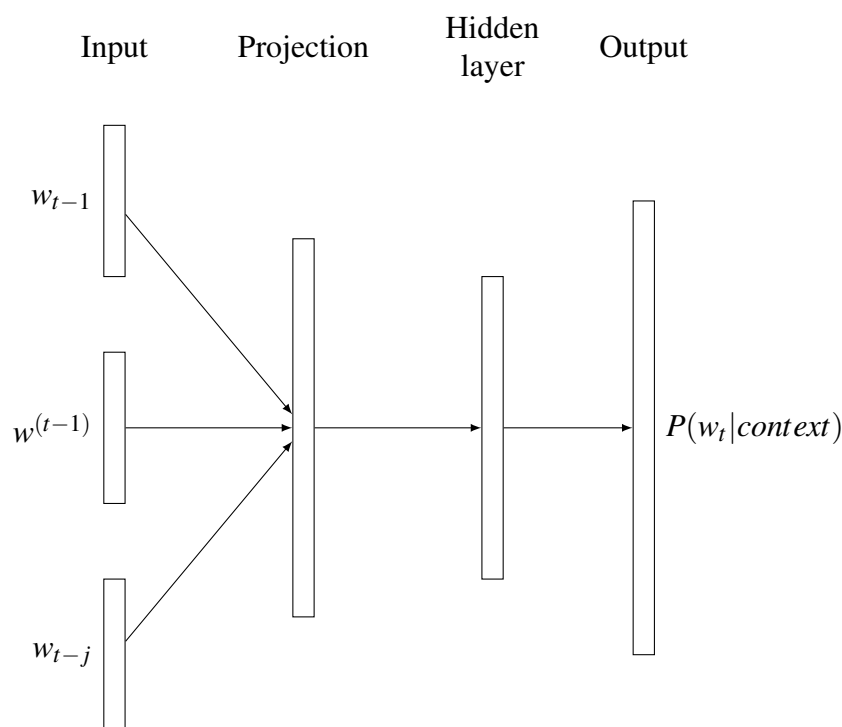 Input
Projection
Hidden
layer
Output
w_{t−1}
w^{(t−1)}
P(w_t|context)
w_{t−j}